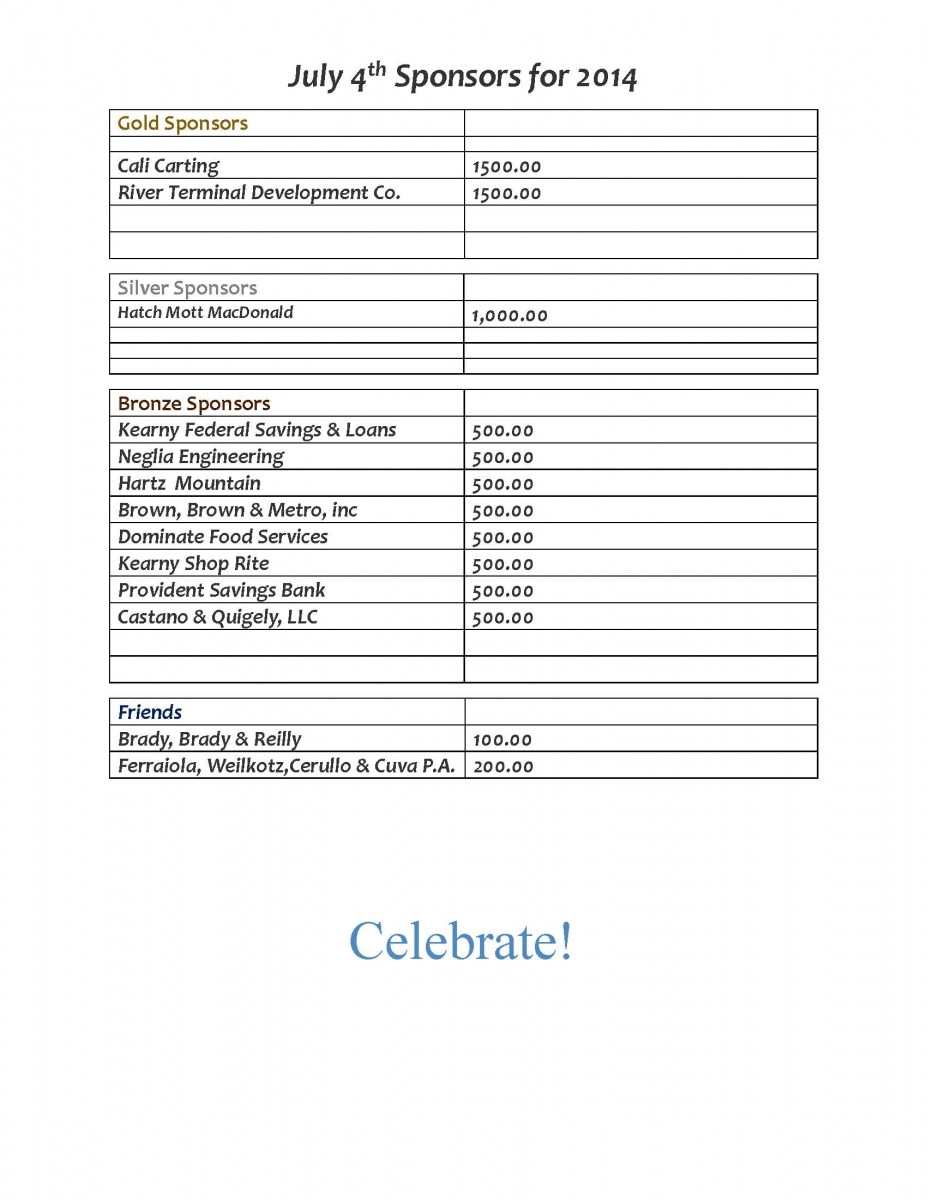 July 4th Sponsors for 2014
Gold Sponsors
Cali Carting 1500.00
River Terminal Development Co. 1500.00
Silver Sponsors
Hatch Mott MacDonald 1,000.00
Bronze Sponsors
Kearny Federal Savings & Loans 500.00
Neglia Engineering 500.00
Hartz Mountain 500.00
Brown, Brown & Metro, inc 500.00
Dominate Food Services 500.00
Kearny Shop Rite 500.00
Provident Savings Bank 500.00
Castano & Quigely, LLC 500.00
Friends
Brady, Brady & Reilly 100.00
Ferraiola, Weilkotz,Cerullo & Cuva P.A. 200.00
Celebrate!